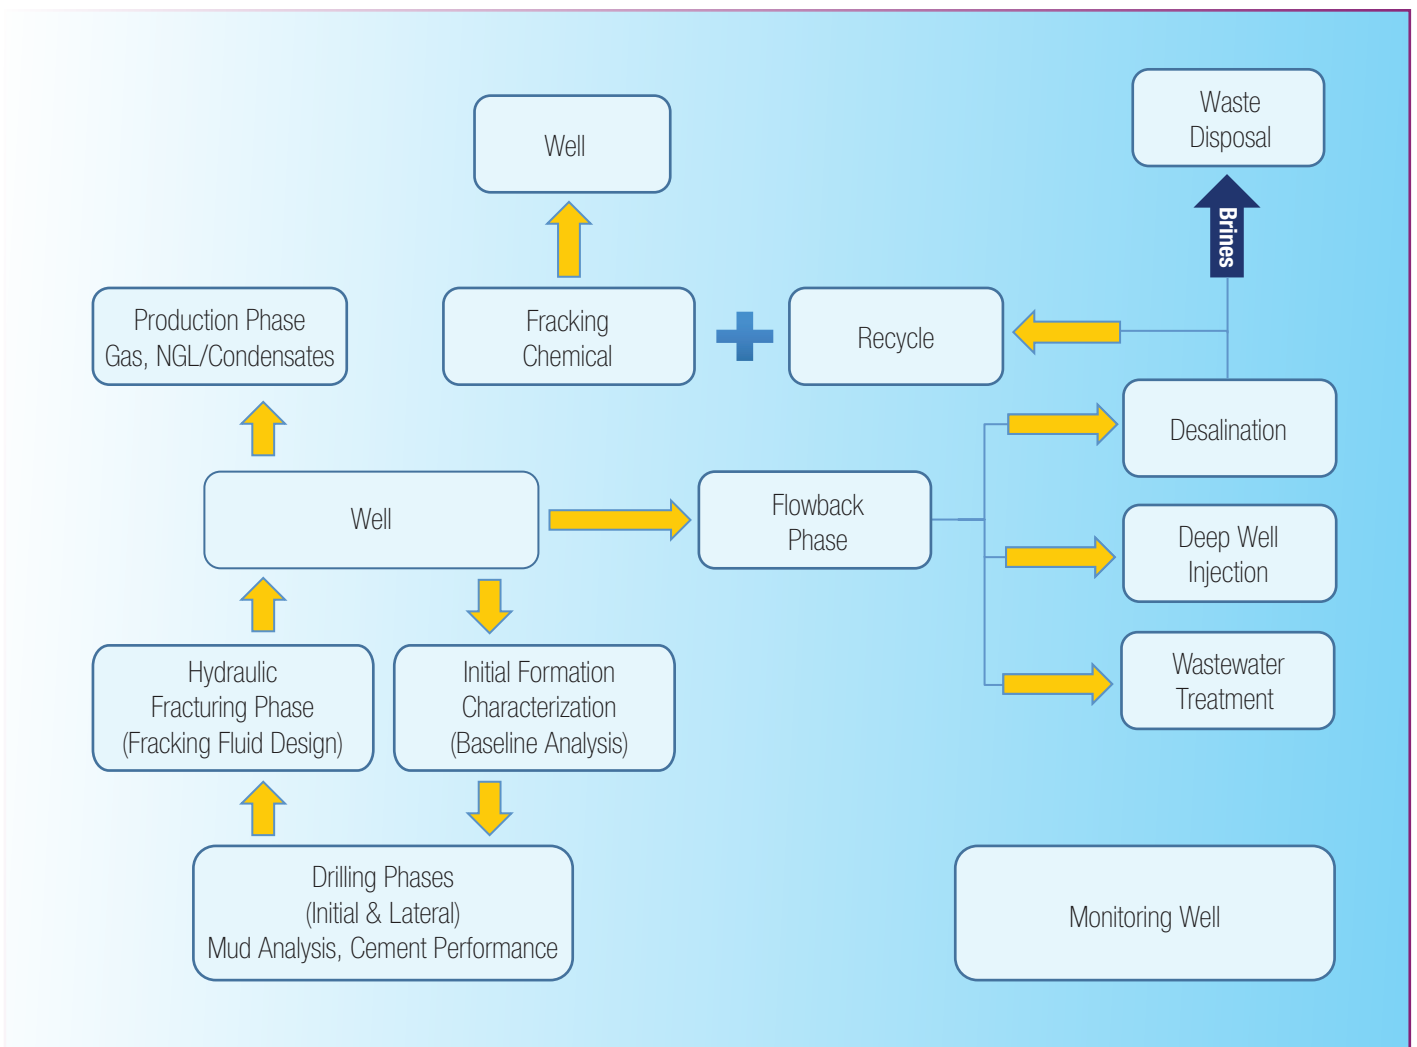 Waste
Disposal
Well
Brines
Production Phase
Gas, NGL/Condensates
Fracking
Chemical
Recycle
Desalination
Well
Flowback
Phase
Deep Well
Injection
Hydraulic
Fracturing Phase
(Fracking Fluid Design)
Initial Formation
Characterization
(Baseline Analysis)
Wastewater
Treatment
Drilling Phases
(Initial & Lateral)
Mud Analysis, Cement Performance
Monitoring Well